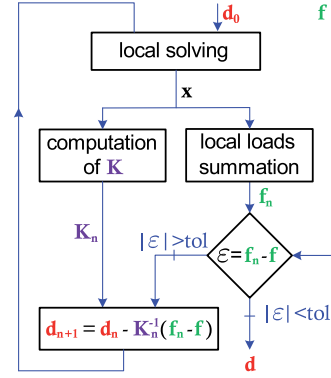 d₀
f
local solving
x
computation
of K
local loads
summation
fₙ
Kₙ
|ε|>tol
ε=fₙ-f
dₙ₊₁ = dₙ - Kₙ⁻¹(fₙ - f)
|ε|<tol
d